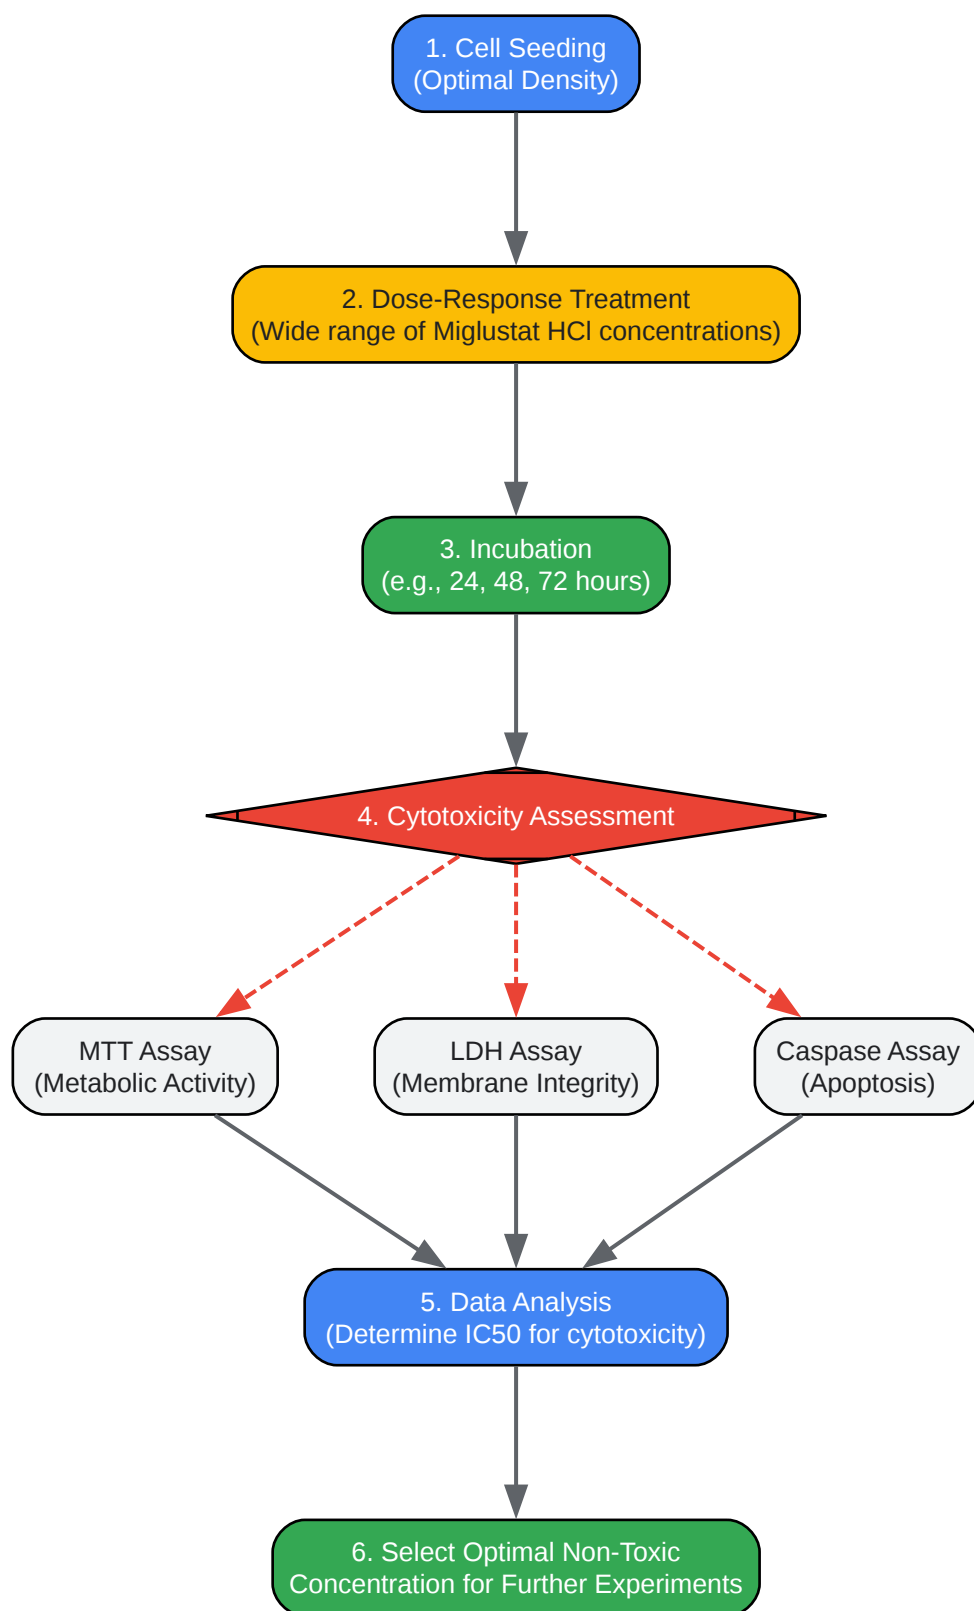 1. Cell Seeding
(Optimal Density)
2. Dose-Response Treatment
(Wide range of Miglustat HCl concentrations)
3. Incubation
(e.g., 24, 48, 72 hours)
4. Cytotoxicity Assessment
MTT Assay
(Metabolic Activity)
LDH Assay
(Membrane Integrity)
Caspase Assay
(Apoptosis)
5. Data Analysis
(Determine IC50 for cytotoxicity)
6. Select Optimal Non-Toxic
Concentration for Further Experiments